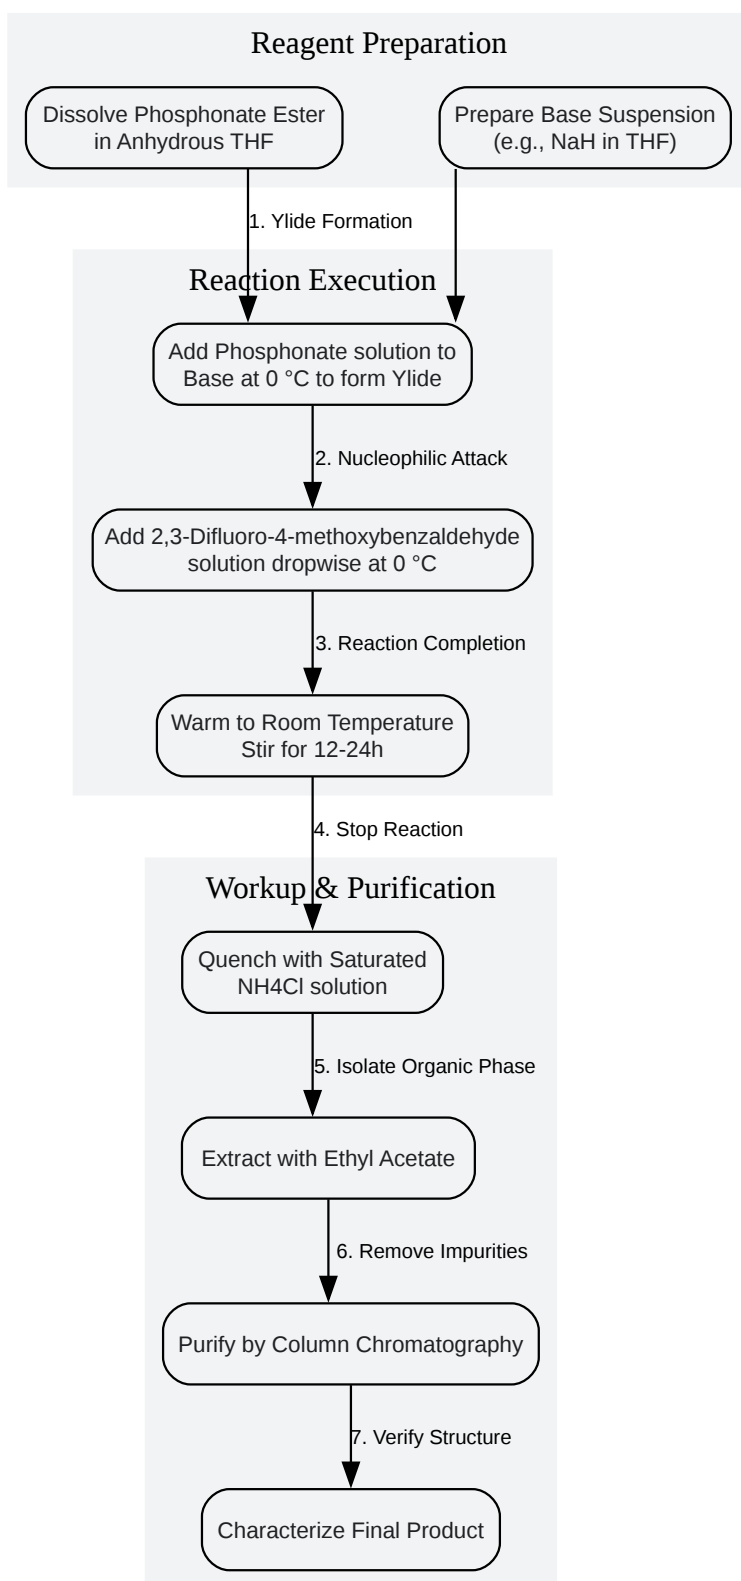 Reagent Preparation
Dissolve Phosphonate Ester
in Anhydrous THF
Prepare Base Suspension
(e.g., NaH in THF)
1. Ylide Formation
Reaction Execution
Add Phosphonate solution to
Base at 0 °C to form Ylide
2. Nucleophilic Attack
Add 2,3-Difluoro-4-methoxybenzaldehyde
solution dropwise at 0 °C
3. Reaction Completion
Warm to Room Temperature
Stir for 12-24h
4. Stop Reaction
Workup & Purification
Quench with Saturated
NH4Cl solution
5. Isolate Organic Phase
Extract with Ethyl Acetate
6. Remove Impurities
Purify by Column Chromatography
7. Verify Structure
Characterize Final Product